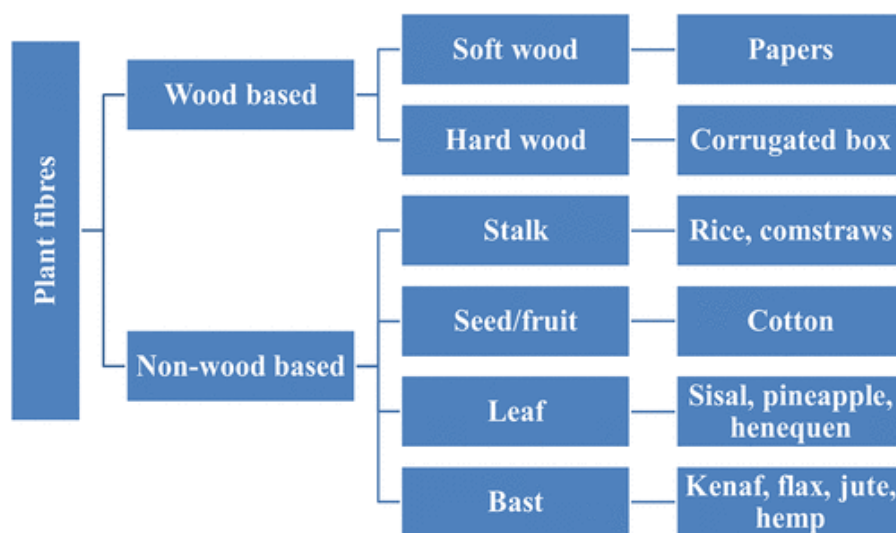 Plant fibres
Wood based
Soft wood
Papers
Hard wood
Corrugated box
Non-wood based
Stalk
Rice, comstraws
Seed/fruit
Cotton
Leaf
Sisal, pineapple,
henequen
Bast
Kenaf, flax, jute,
hemp